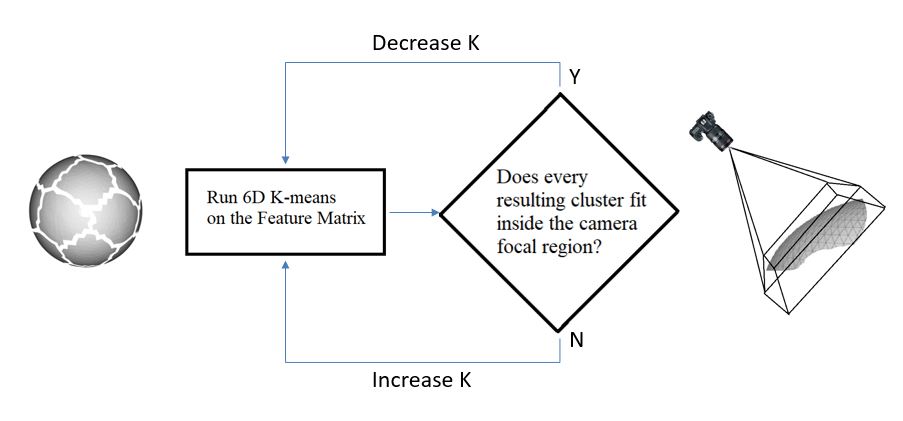 Decrease K
Y
Run 6D K-means
on the Feature Matrix
Does every
resulting cluster fit
inside the camera
focal region?
N
Increase K